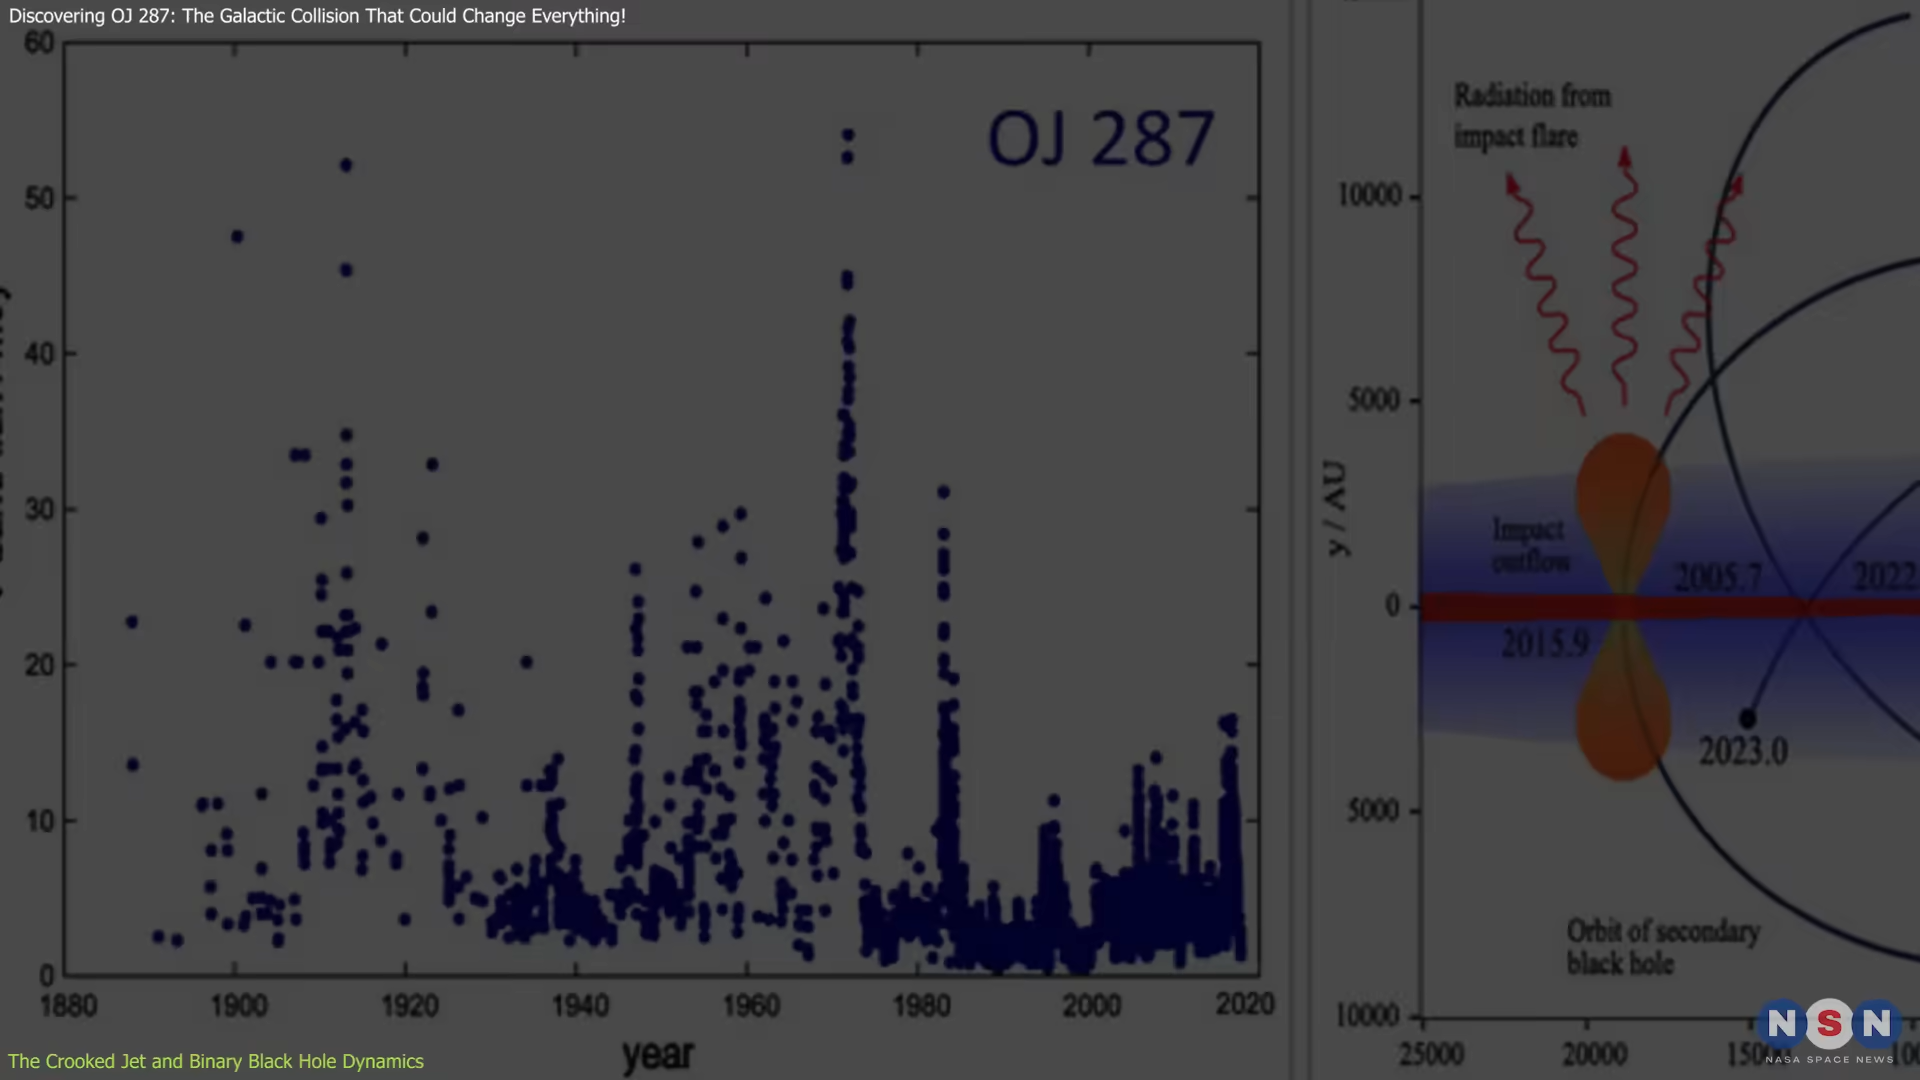 Discovering OJ 287: The Galactic Collision That Could Change Everything!
60
50
40
30
20
10
0
1880
1900
1920
1940
1960
1980
2000
2020
year
OJ 287
Radiation from
impact flare
10000
5000
0
5000
10000
y / AU
Impact
outflow
2005.7
2022
2015.9
2023.0
Orbit of secondary
black hole
25000
20000
NSN
NASA SPACE NEWS
The Crooked Jet and Binary Black Hole Dynamics